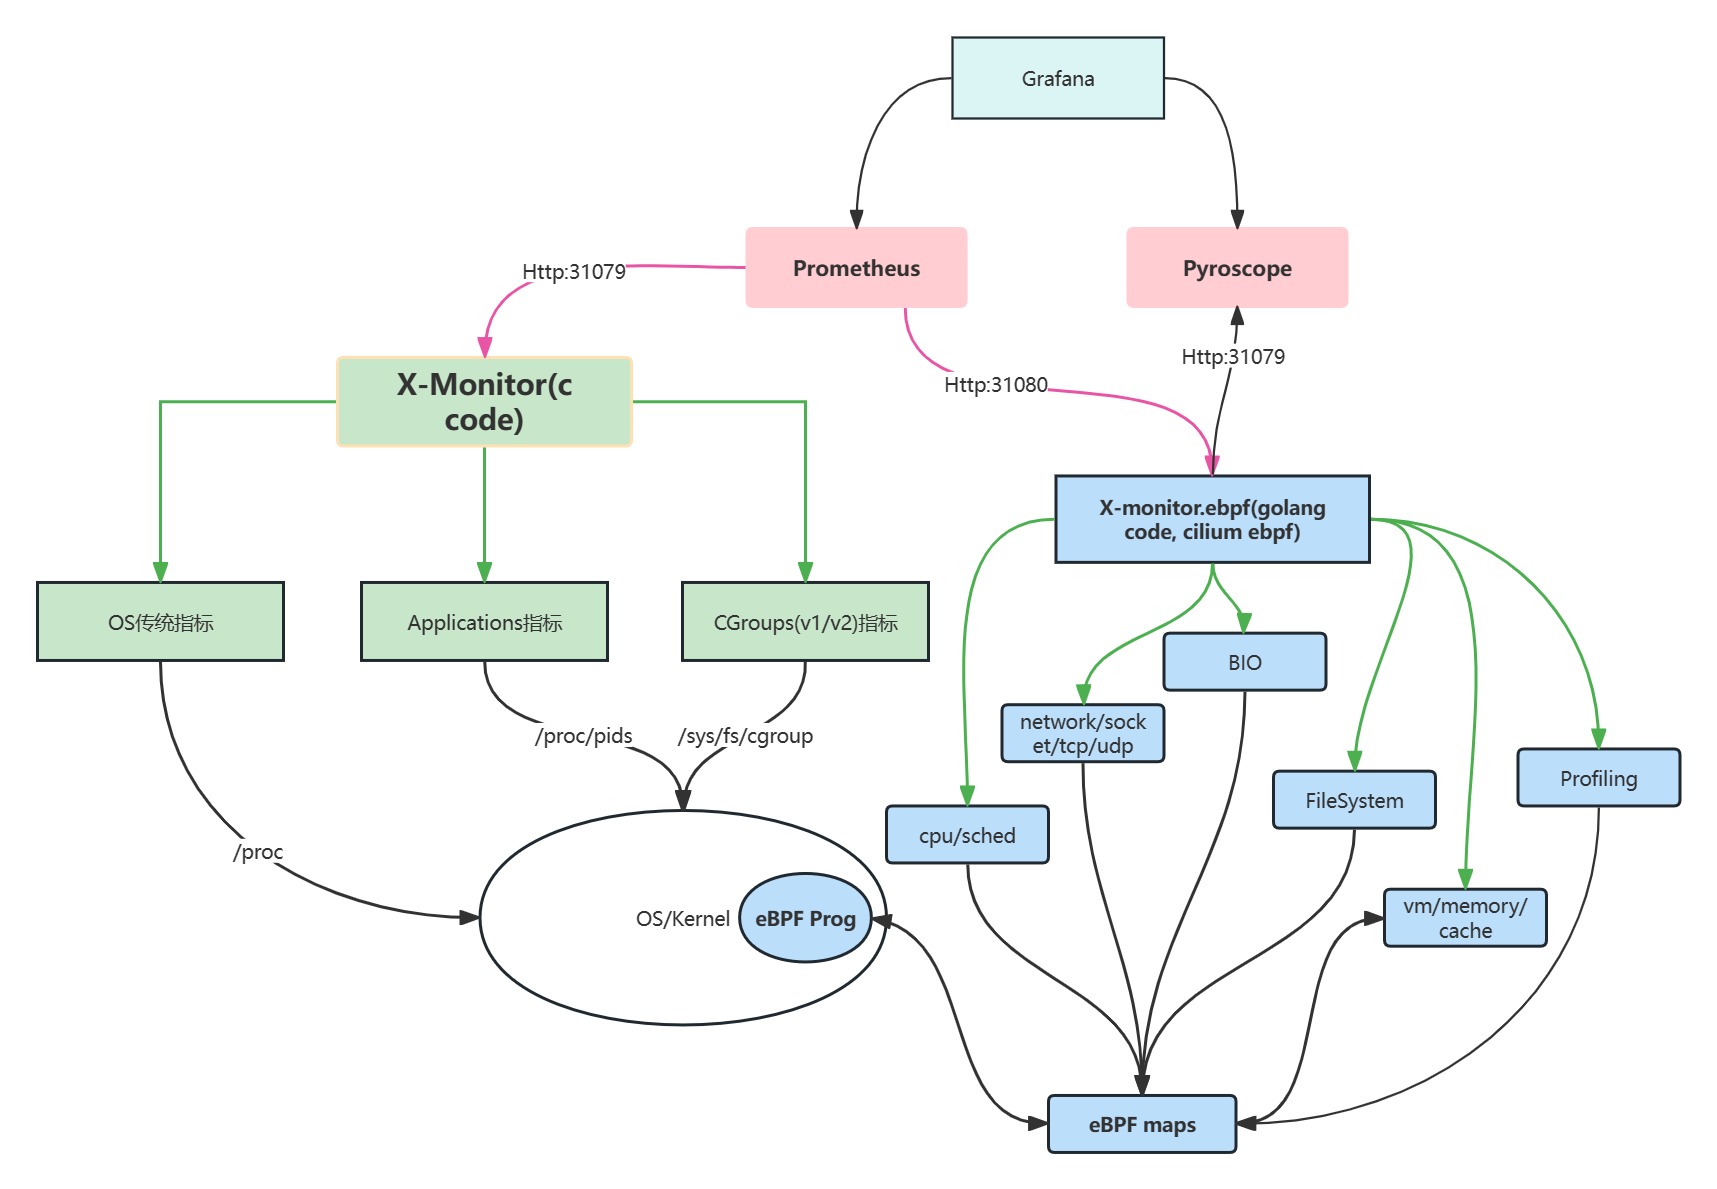 Grafana
Prometheus
Pyroscope
Http:31079
Http:31079
Http:31080
X-Monitor(c
code)
X-monitor.ebpf(golang
code, cilium ebpf)
OS传统指标
Applications指标
CGroups(v1/v2)指标
BIO
network/sock
et/tcp/udp
/proc/pids
/sys/fs/cgroup
Profiling
FileSystem
cpu/sched
/proc
vm/memory/
cache
OS/Kernel
eBPF Prog
eBPF maps